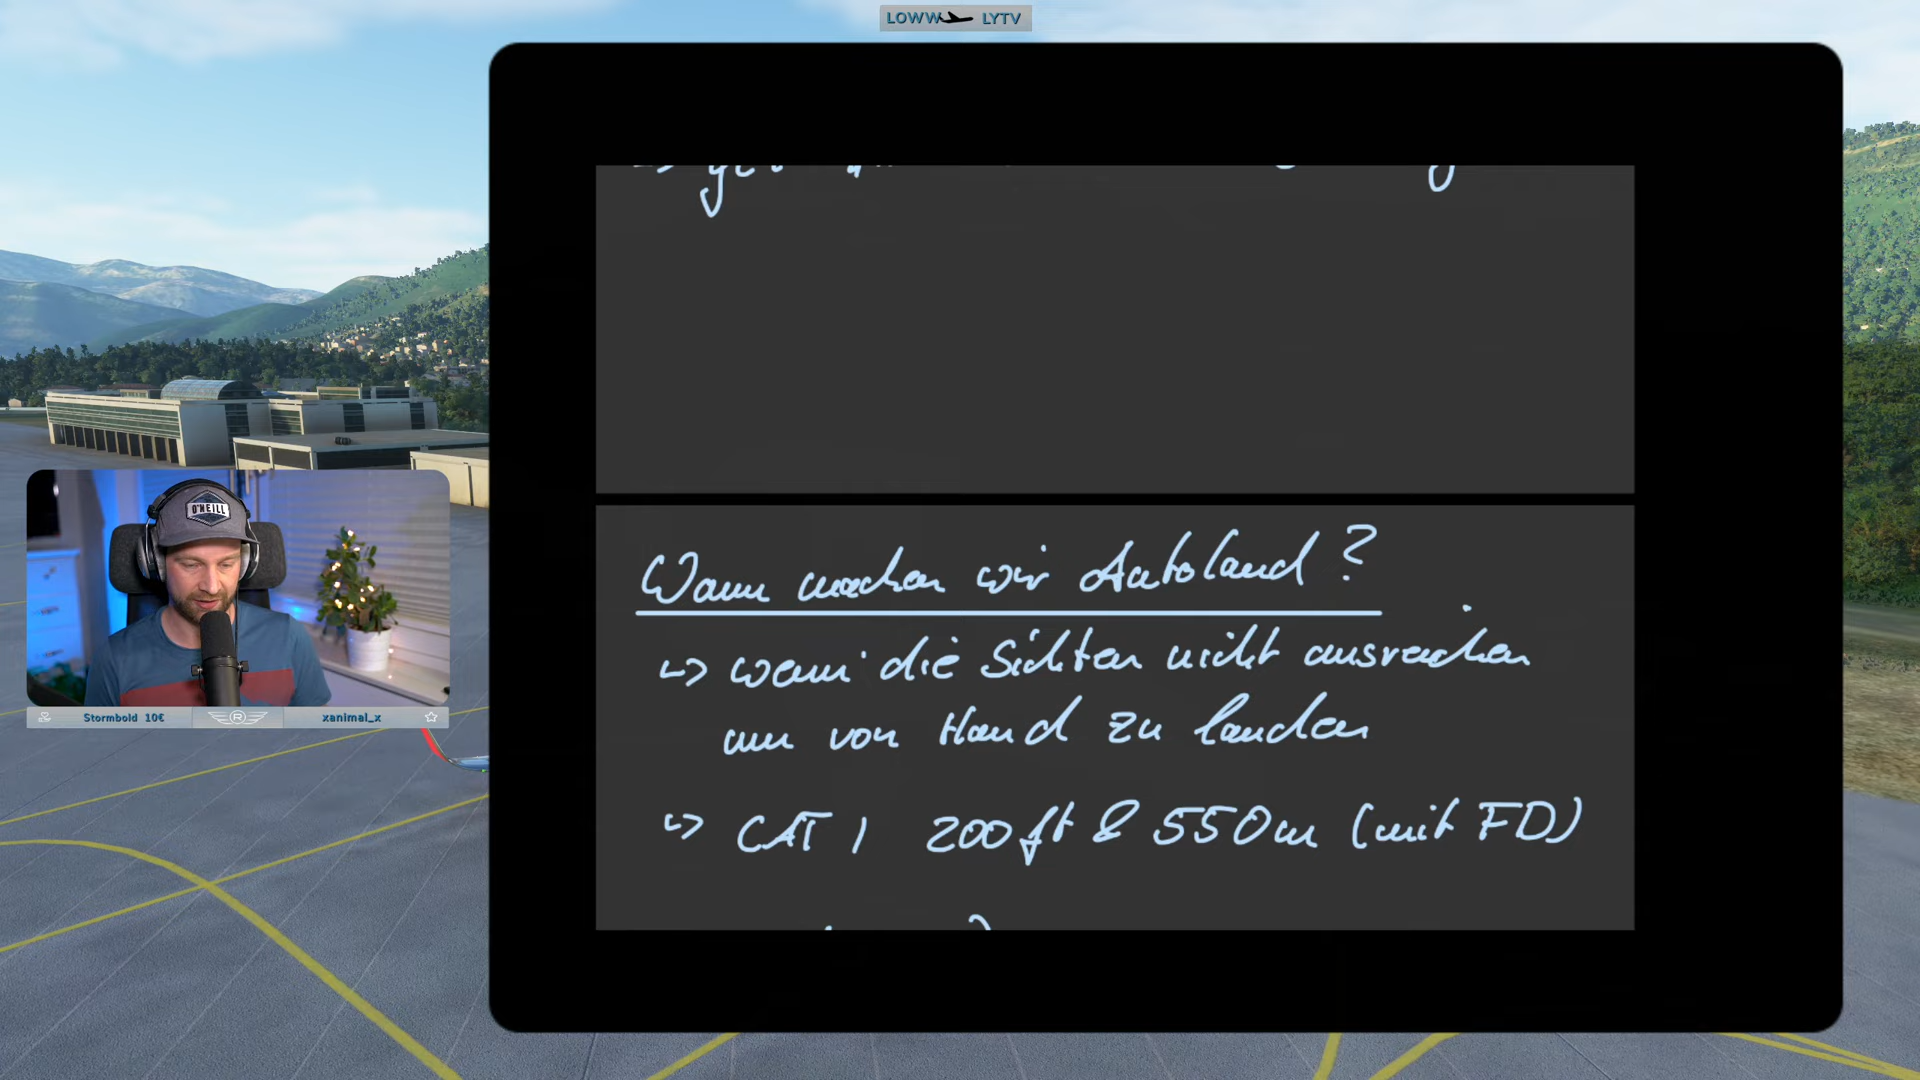 LOWW LYTV
Wann machen wir Autoland?
↳ wenn die Sichten nicht ausreichen
um von Hand zu landen
↳ CAT 1 200ft & 550m (mit FD)
O'NEILL
Stormbold 10€ R xanimal_x